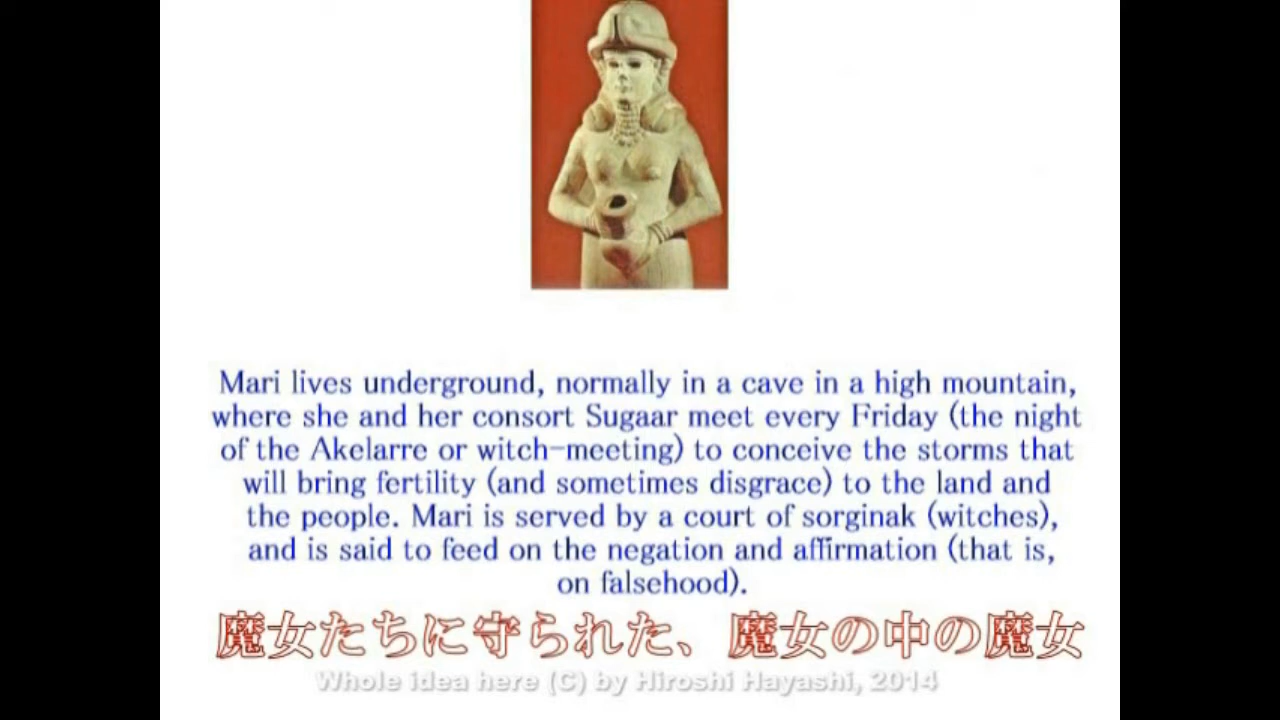 Mari lives underground, normally in a cave in a high mountain,
where she and her consort Sugaar meet every Friday (the night
of the Akelarre or witch-meeting) to conceive the storms that
will bring fertility (and sometimes disgrace) to the land and
the people. Mari is served by a court of sorginak (witches),
and is said to feed on the negation and affirmation (that is,
on falsehood).
魔女たちに守られた、魔女の中の魔女
Whole idea here (C) by Hiroshi Hayashi, 2014